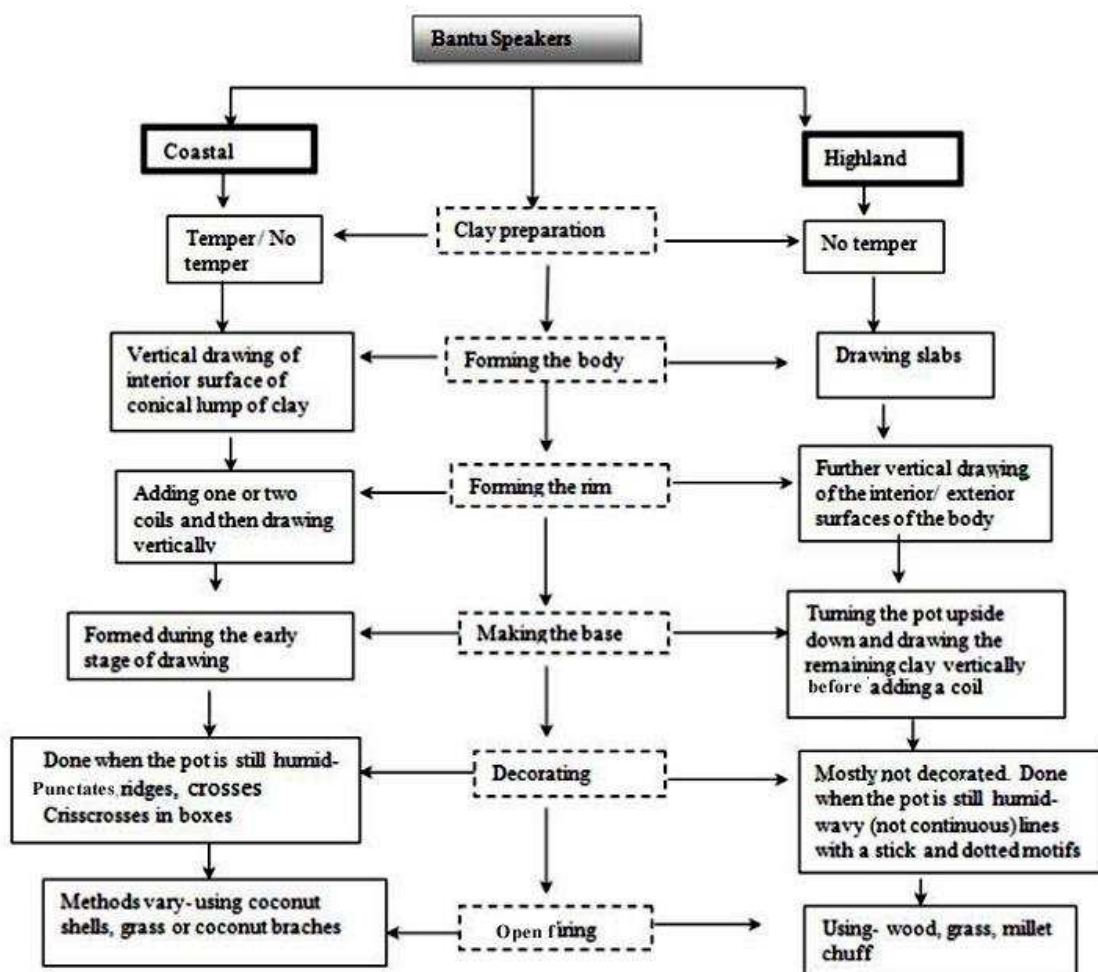 Bantu Speakers
Coastal
Highland
Temper / No
temper
Clay preparation
No temper
Vertical drawing of
interior surface of
conical lump of clay
Forming the body
Drawing slabs
Adding one or two
coils and then drawing
vertically
Forming the rim
Further vertical drawing
of the interior/ exterior
surfaces of the body
Formed during the early
stage of drawing
Making the base
Turning the pot upside
down and drawing the
remaining clay vertically
before adding a coil
Done when the pot is still humid-
Punctates, ridges, crosses
Crisscrosses in boxes
Decorating
Mostly not decorated. Done
when the pot is still humid-
wavy (not continuous) lines
with a stick and dotted motifs
Methods vary- using coconut
shells, grass or coconut braches
Open firing
Using- wood, grass, millet
chuff